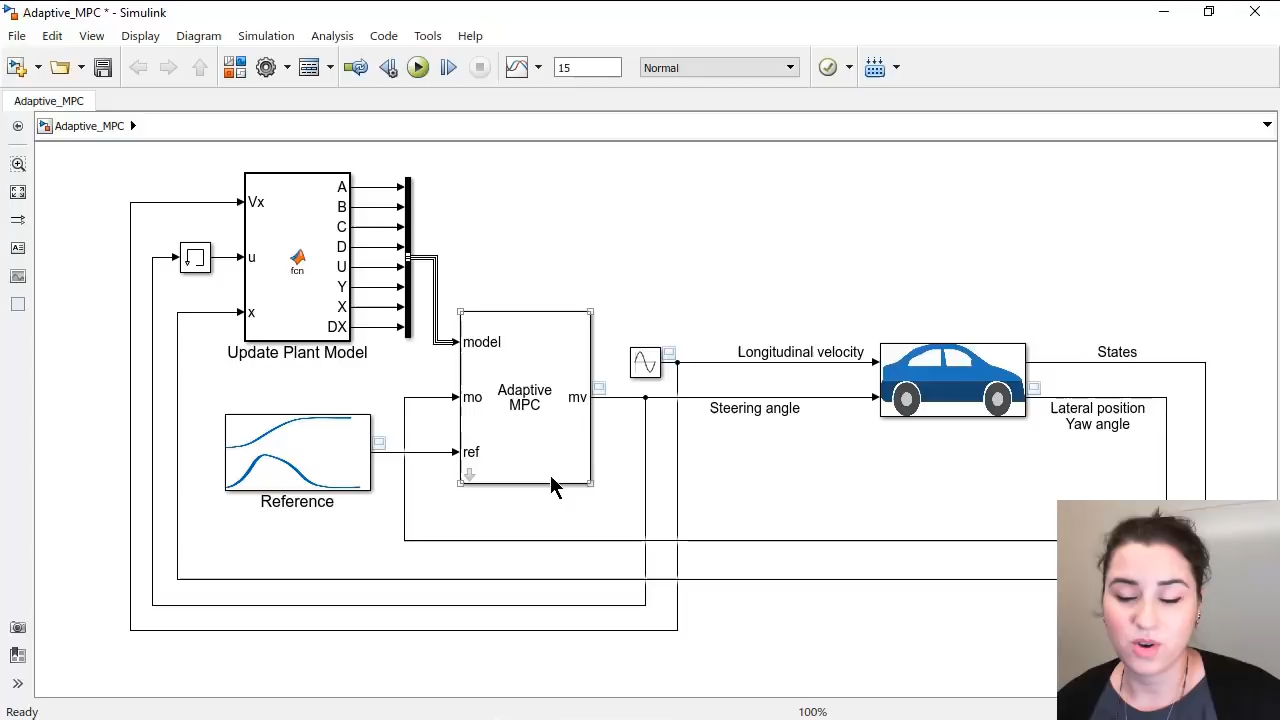 Adaptive_MPC * - Simulink
File Edit View Display Diagram Simulation Analysis Code Tools Help
15
Normal
Adaptive_MPC
Adaptive_MPC
Vx
u
x
fcn
A
B
C
D
U
Y
X
DX
Update Plant Model
model
mo
ref
Adaptive
MPC
mv
Reference
Longitudinal velocity
Steering angle
States
Lateral position
Yaw angle
Ready
100%